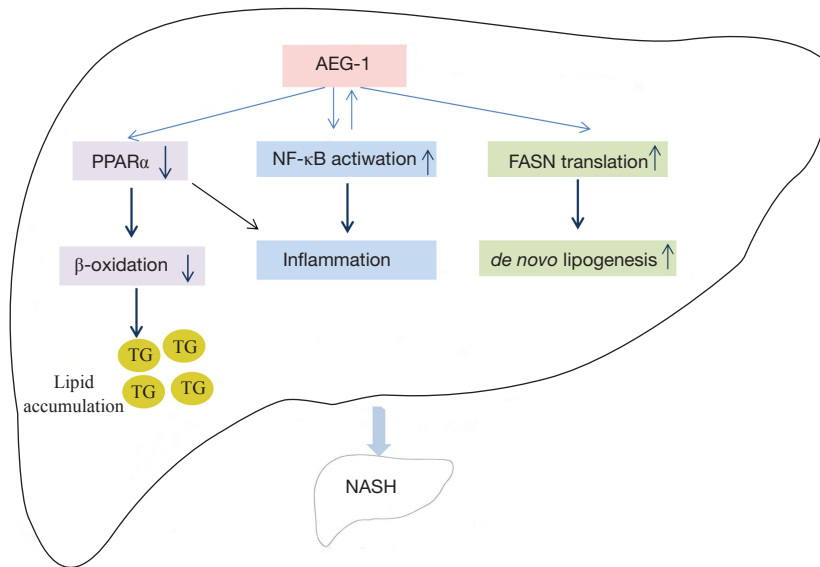 AEG-1
PPARα
NF-κB actiwation
FASN translation
β-oxidation
Inflammation
de novo lipogenesis
TG
TG
TG
TG
Lipid
accumulation
NASH